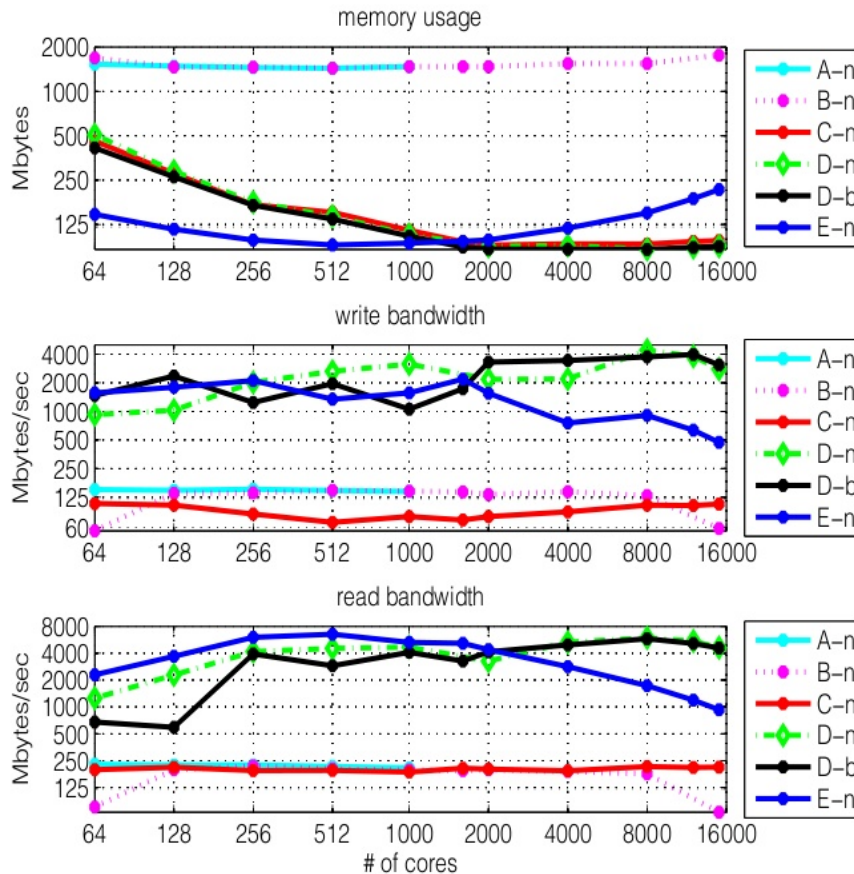 memory usage
Mbytes
2000
1000
500
250
125
64 128 256 512 1000 2000 4000 8000 16000
A-n
B-n
C-n
D-n
D-b
E-n
write bandwidth
Mbytes/sec
4000
2000
1000
500
250
125
60
64 128 256 512 1000 2000 4000 8000 16000
A-n
B-n
C-n
D-n
D-b
E-n
read bandwidth
Mbytes/sec
8000
4000
2000
1000
500
250
125
64 128 256 512 1000 2000 4000 8000 16000
# of cores
A-n
B-n
C-n
D-n
D-b
E-n